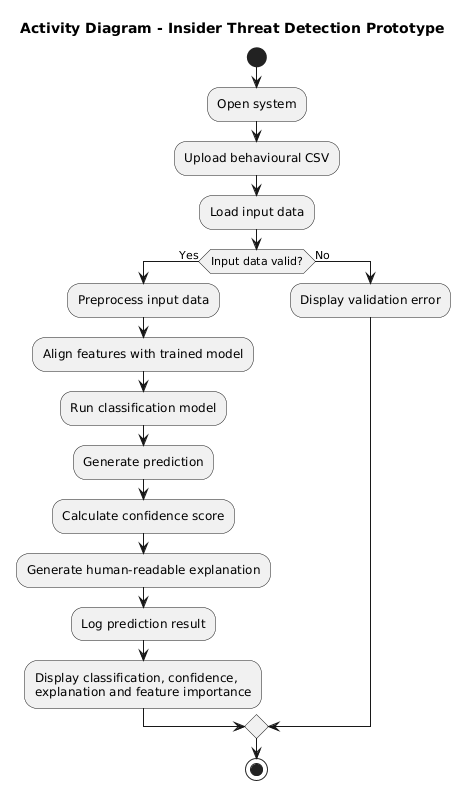 Activity Diagram - Insider Threat Detection Prototype
Open system
Upload behavioural CSV
Load input data
Yes
Input data valid?
No
Preprocess input data
Display validation error
Align features with trained model
Run classification model
Generate prediction
Calculate confidence score
Generate human-readable explanation
Log prediction result
Display classification, confidence,
explanation and feature importance